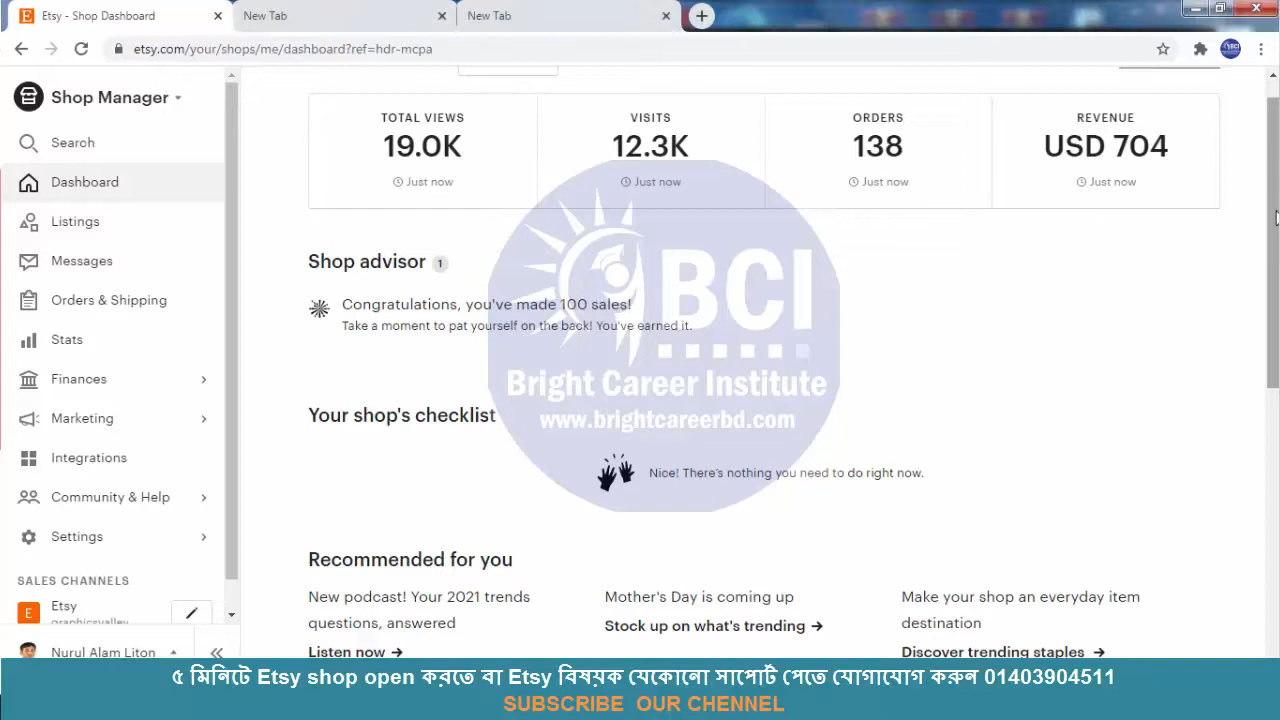 Etsy - Shop Dashboard
New Tab
New Tab
etsy.com/your/shops/me/dashboard?ref=hdr-mcpa
Shop Manager
Search
Dashboard
Listings
Messages
Orders & Shipping
Stats
Finances
Marketing
Integrations
Community & Help
Settings
SALES CHANNELS
E Etsy
graphicsvalley
Nurul Alam Liton
TOTAL VIEWS
19.0K
Just now
VISITS
12.3K
Just now
ORDERS
138
Just now
REVENUE
USD 704
Just now
Shop advisor 1
Congratulations, you've made 100 sales!
Take a moment to pat yourself on the back! You've earned it.
BCI
Bright Career Institute
www.brightcareerbd.com
Your shop's checklist
Nice! There's nothing you need to do right now.
Recommended for you
New podcast! Your 2021 trends
questions, answered
Listen now →
Mother's Day is coming up
Stock up on what's trending →
Make your shop an everyday item
destination
Discover trending staples →
৫ মিনিটে Etsy shop open করতে বা Etsy বিষয়ক যেকোনো সাপোর্ট পেতে যোগাযোগ করুন 01403904511
SUBSCRIBE OUR CHENNEL